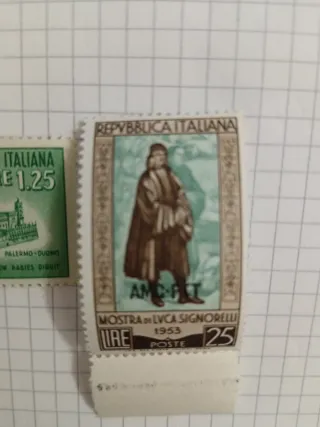 REPVBBLICA ITALIANA
AMG-FTT
MOSTRA DI LVCA SIGNORELLI
1953
LIRE POSTE 25
ITALIANA
E 1.25
PALERMO-DUOMO